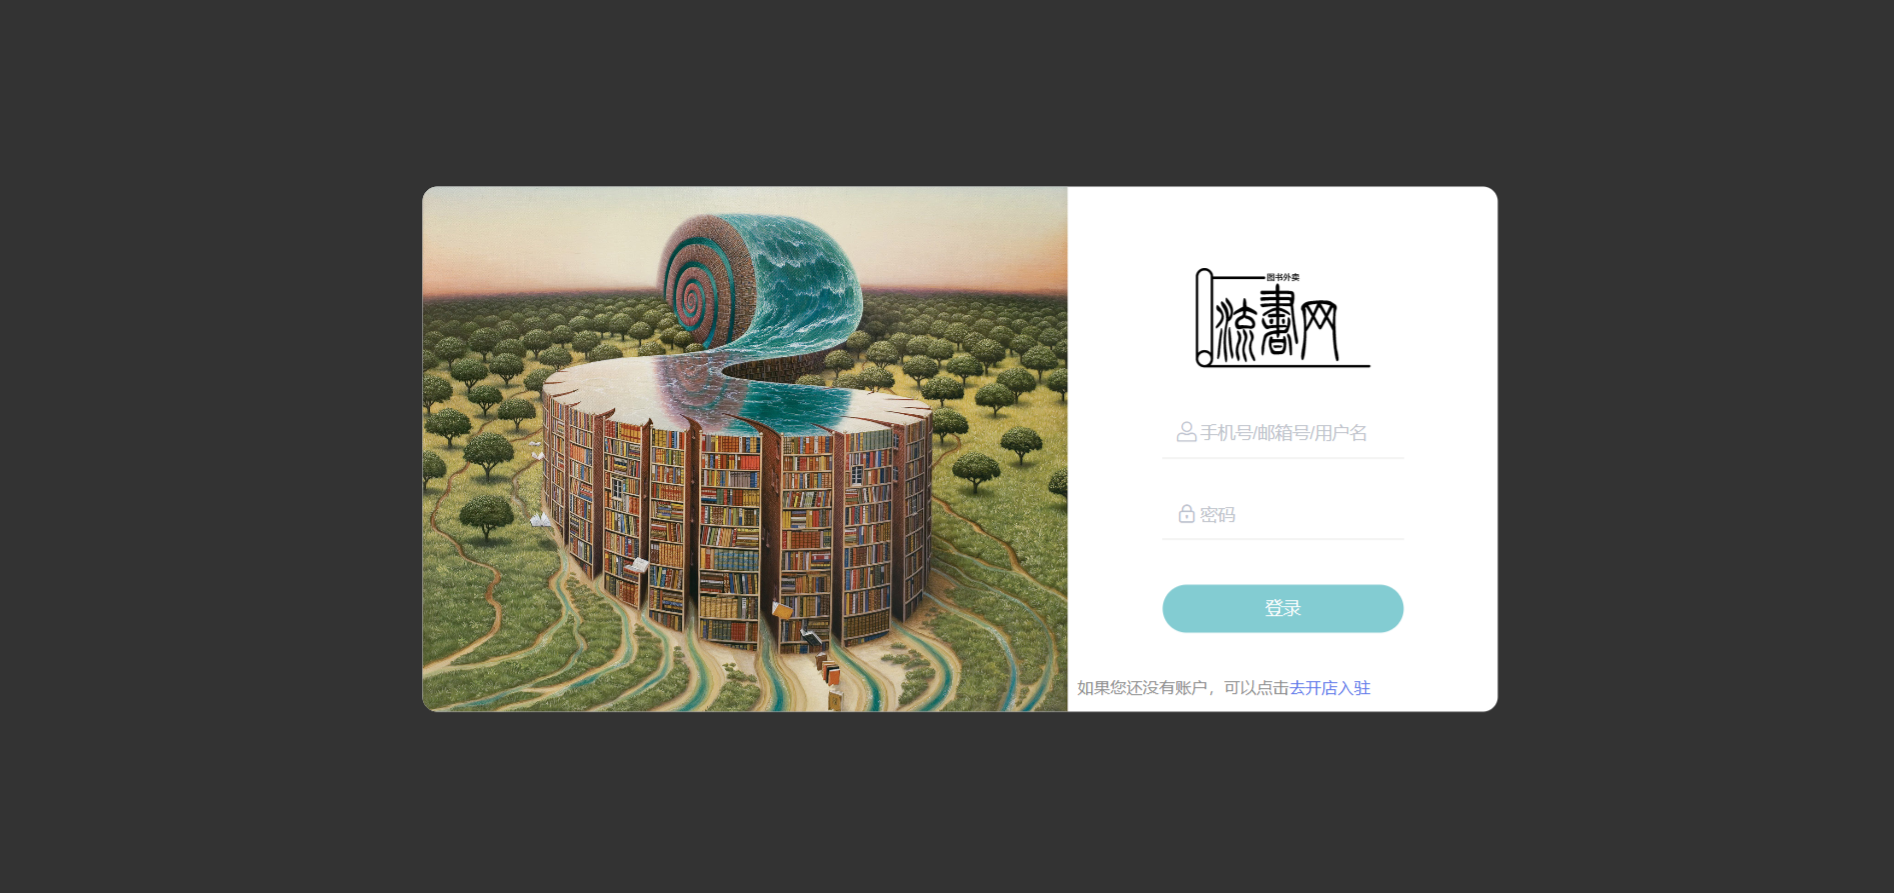 图书外卖
流書网
手机号/邮箱号/用户名
密码
登录
如果您还没有账户，可以点击去开店入驻